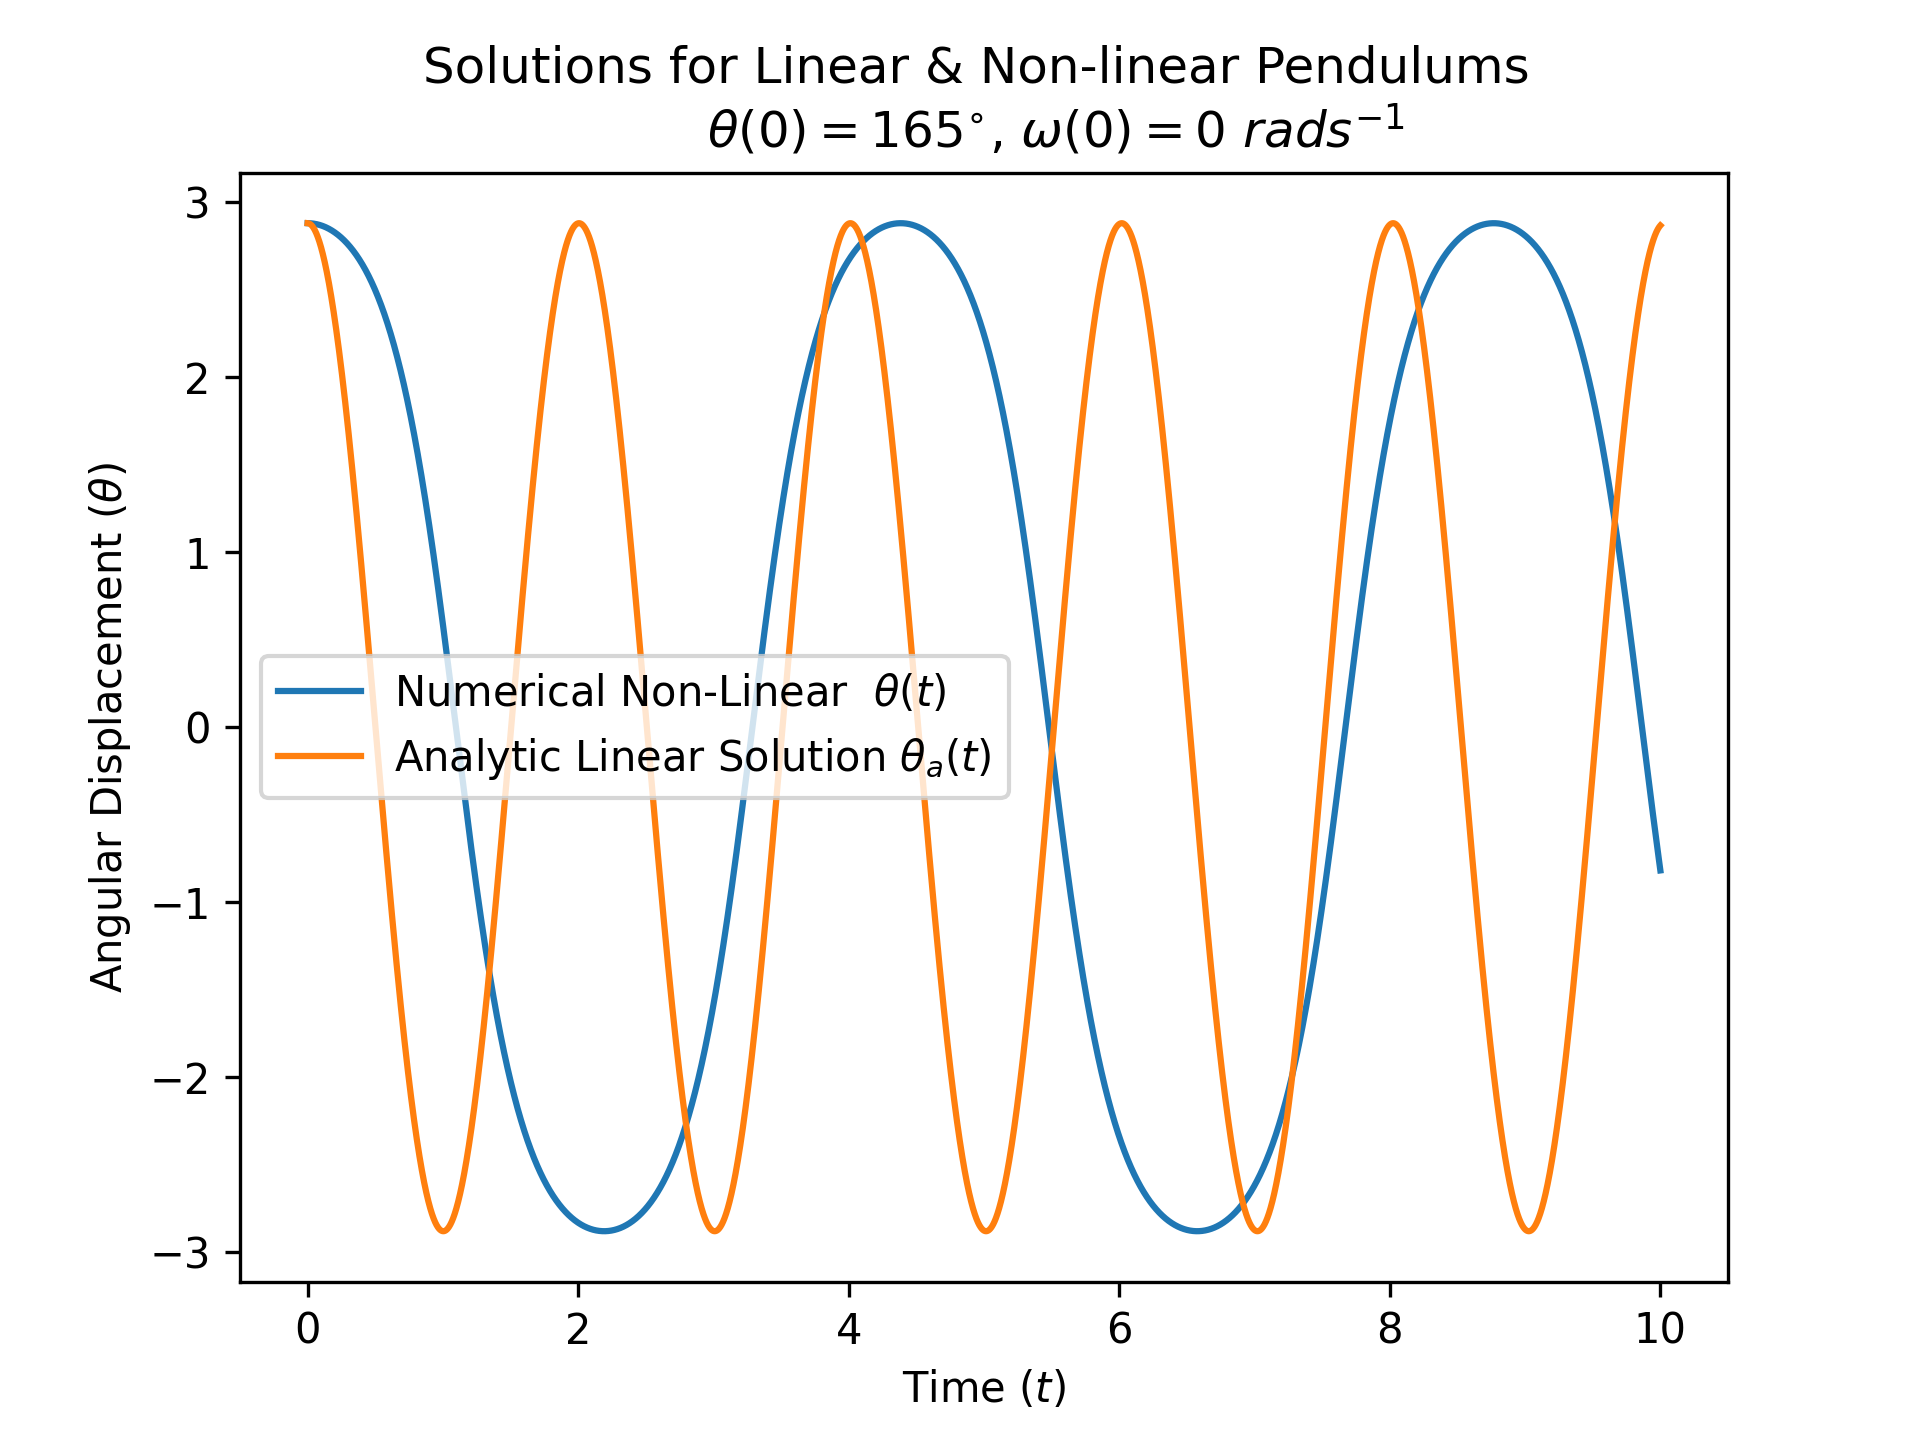 Solutions for Linear & Non-linear Pendulums
θ(0) = 165°, ω(0) = 0 rads⁻¹
3
2
1
0
−1
−2
−3
Angular Displacement (θ)
Numerical Non-Linear  θ(t)
Analytic Linear Solution θₐ(t)
0 2 4 6 8 10
Time (t)